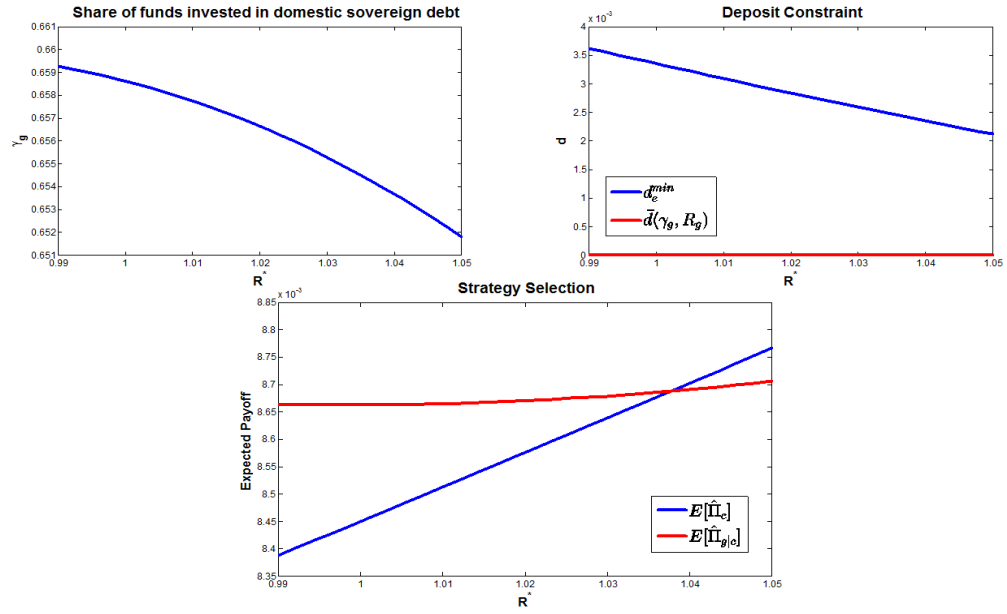 Share of funds invested in domestic sovereign debt
0.661
0.66
0.659
0.658
0.657
0.656
0.655
0.654
0.653
0.652
0.651
γg
0.99 1 1.01 1.02 1.03 1.04 1.05
R*
Deposit Constraint
x 10⁻³
4
3.5
3
2.5
2
1.5
1
0.5
0
d
d_e^min
d̄(γg, Rg)
0.99 1 1.01 1.02 1.03 1.04 1.05
R*
Strategy Selection
x 10⁻³
8.85
8.8
8.75
8.7
8.65
8.6
8.55
8.5
8.45
8.4
8.35
Expected Payoff
E[Π̂c]
E[Π̂g|c]
0.99 1 1.01 1.02 1.03 1.04 1.05
R*